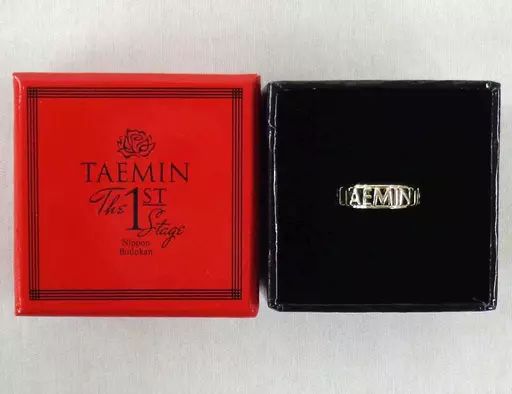 TAEMIN
The 1ST
Stage
Nippon
Budokan
TAEMIN